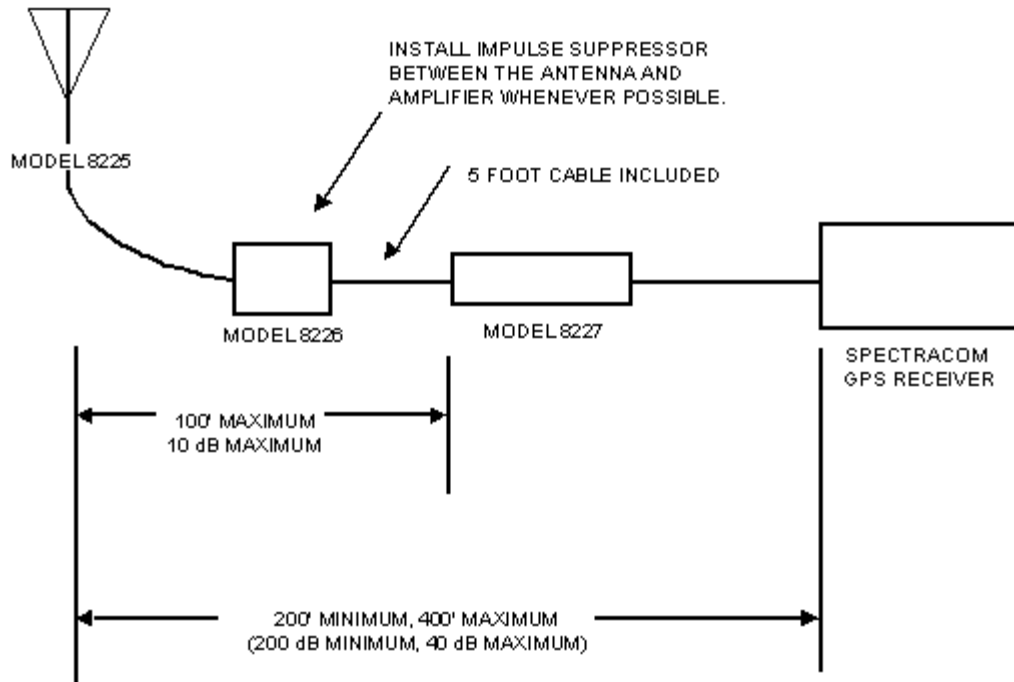 INSTALL IMPULSE SUPPRESSOR
BETWEEN THE ANTENNA AND
AMPLIFIER WHENEVER POSSIBLE.
MODEL 8225
5 FOOT CABLE INCLUDED
MODEL 8226
MODEL 8227
SPECTRACOM
GPS RECEIVER
100' MAXIMUM
10 dB MAXIMUM
200' MINIMUM, 400' MAXIMUM
(200 dB MINIMUM, 40 dB MAXIMUM)